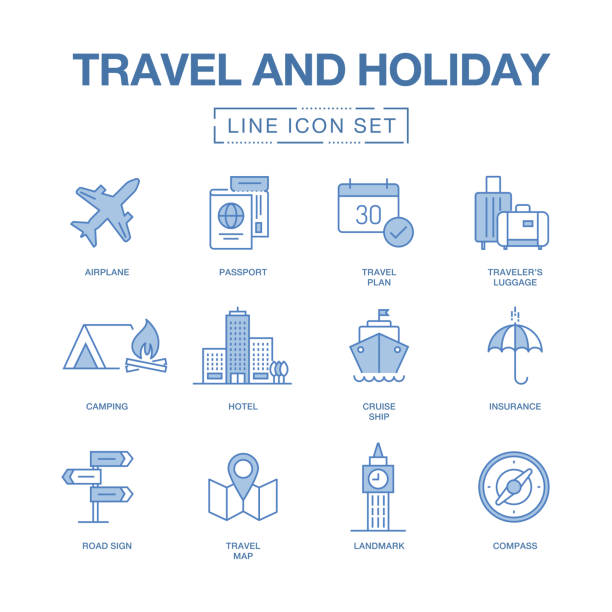 TRAVEL AND HOLIDAY
LINE ICON SET
AIRPLANE
PASSPORT
30
TRAVEL
PLAN
TRAVELER'S
LUGGAGE
CAMPING
HOTEL
CRUISE
SHIP
INSURANCE
ROAD SIGN
TRAVEL
MAP
LANDMARK
COMPASS